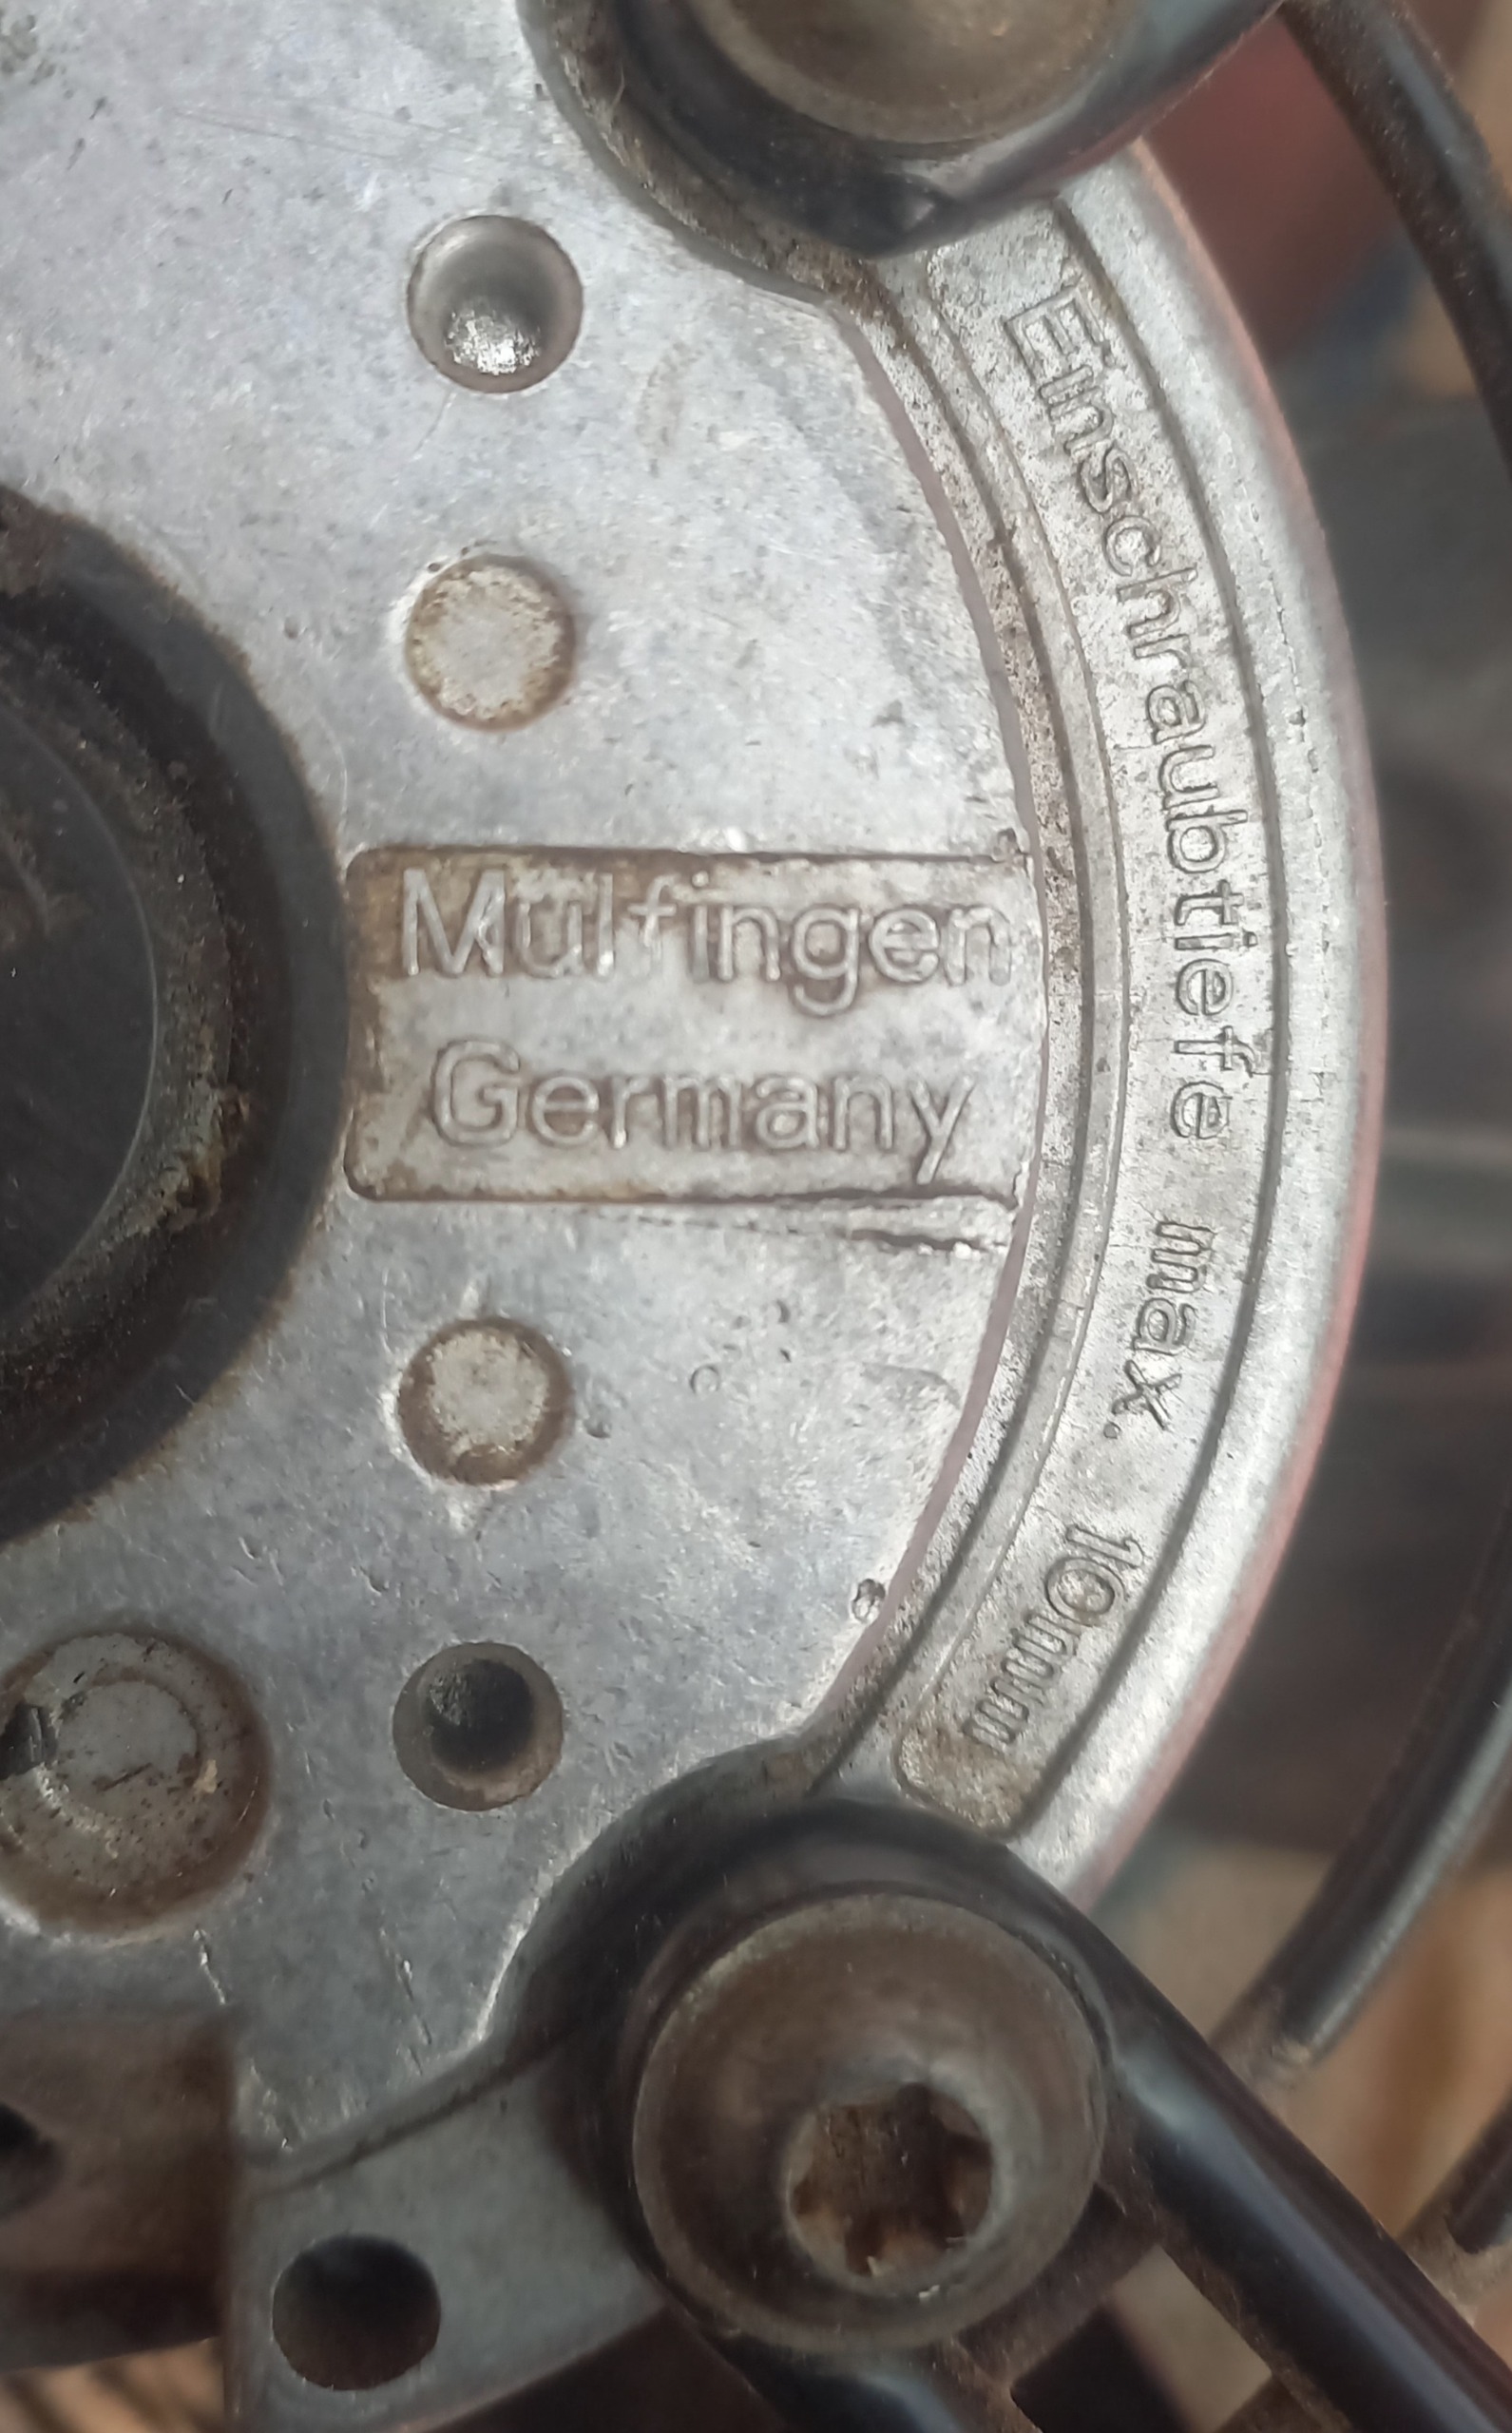 Mulfingen
Germany
Einschraubtiefe max. 10mm